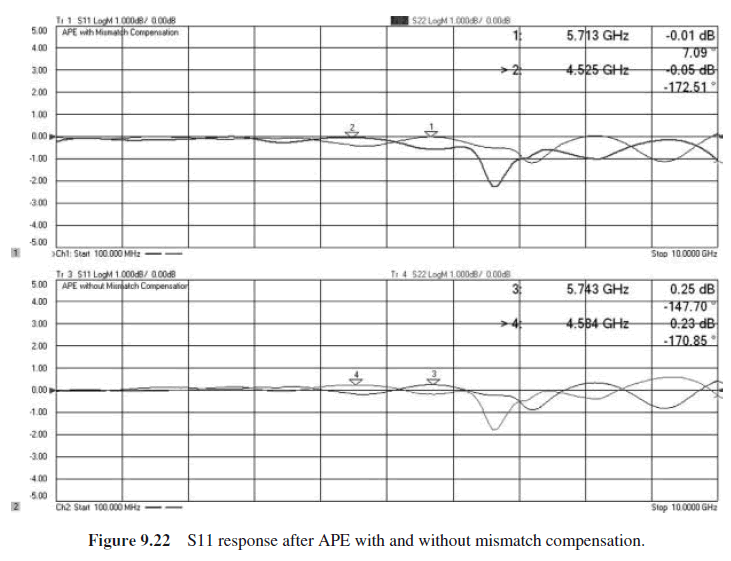 Tr 1 S11 LogM 1.000dB/ 0.00dB
S22 LogM 1.000dB/ 0.00dB
APE with Mismatch Compensation
1: 5.713 GHz -0.01 dB
7.09 °
> 2: 4.525 GHz -0.05 dB
-172.51 °
5.00
4.00
3.00
2.00
1.00
0.00
-1.00
-2.00
-3.00
-4.00
-5.00
2 1
1
>Ch1: Start 100.000 MHz
Stop 10.0000 GHz
Tr 3 S11 LogM 1.000dB/ 0.00dB
Tr 4 S22 LogM 1.000dB/ 0.00dB
APE without Mismatch Compensation
3: 5.743 GHz 0.25 dB
-147.70 °
> 4: 4.584 GHz 0.23 dB
-170.85 °
5.00
4.00
3.00
2.00
1.00
0.00
-1.00
-2.00
-3.00
-4.00
-5.00
4 3
2
Ch2: Start 100.000 MHz
Stop 10.0000 GHz
Figure 9.22 S11 response after APE with and without mismatch compensation.